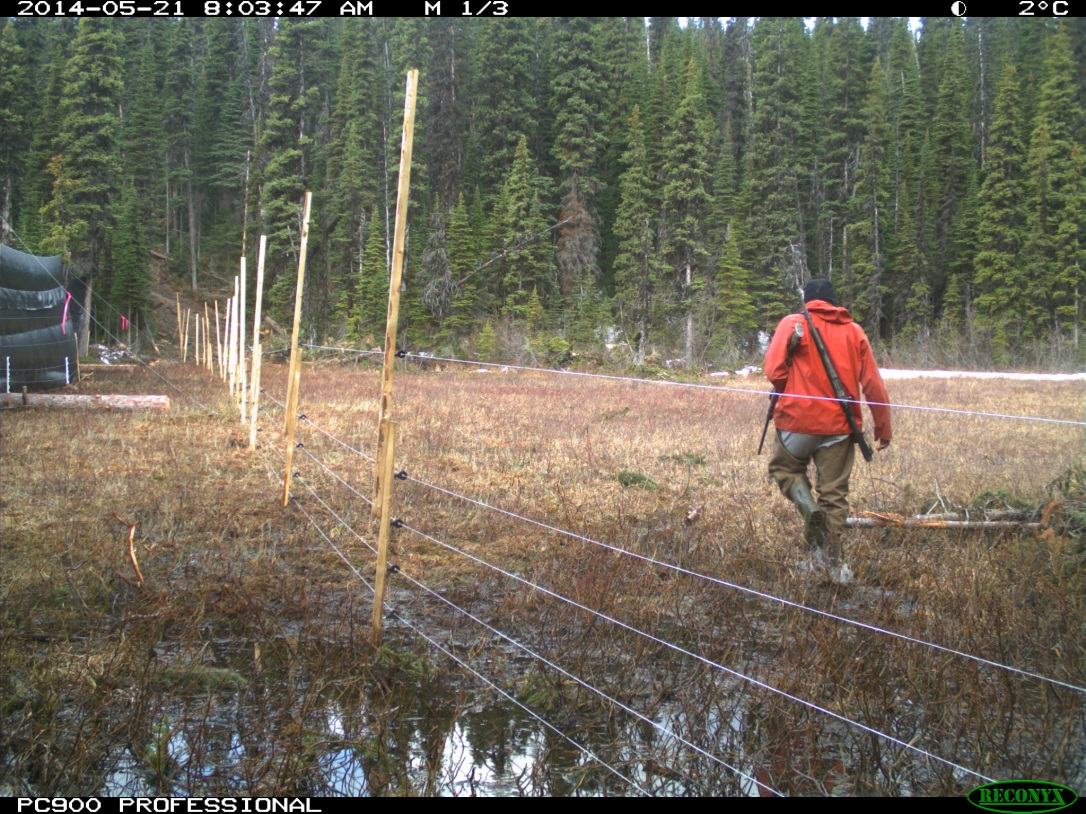 2014-05-21 8:03:47 AM M 1/3 2°C
PC900 PROFESSIONAL RECONYX